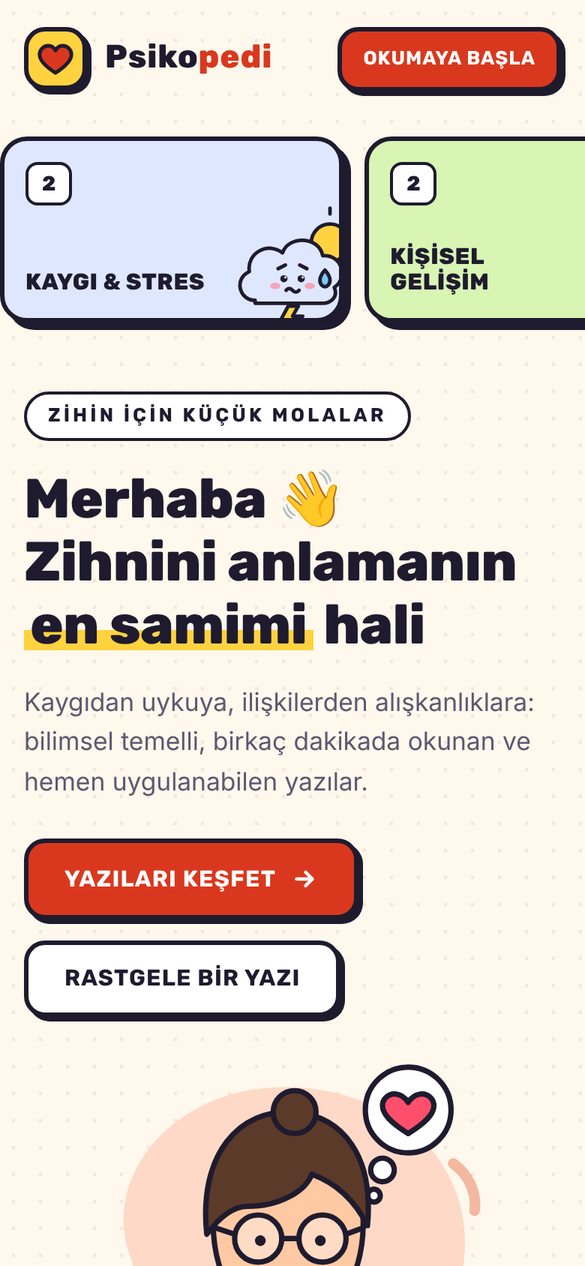 Psikopedi
OKUMAYA BAŞLA
2
KAYGI & STRES
2
KİŞİSEL
GELİŞİM
ZİHİN İÇİN KÜÇÜK MOLALAR
Merhaba 👋
Zihnini anlamanın
en samimi hali
Kaygıdan uykuya, ilişkilerden alışkanlıklara:
bilimsel temelli, birkaç dakikada okunan ve
hemen uygulanabilen yazılar.
YAZILARI KEŞFET →
RASTGELE BİR YAZI